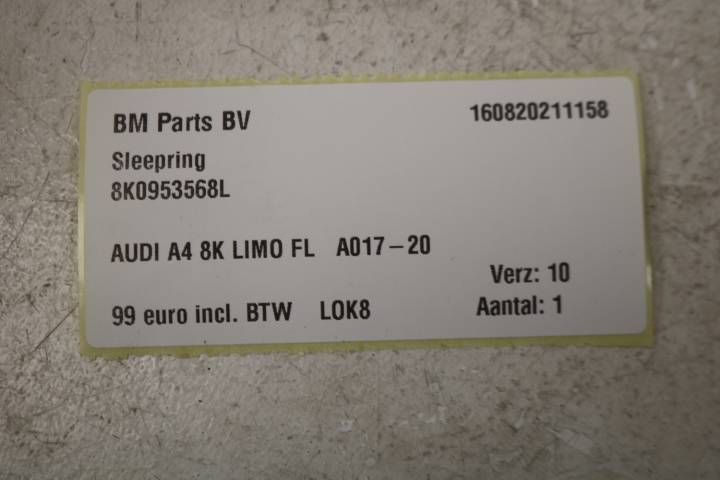 BM Parts BV 160820211158
Sleepring
8K0953568L
AUDI A4 8K LIMO FL A017-20
Verz: 10
99 euro incl. BTW LOK8 Aantal: 1